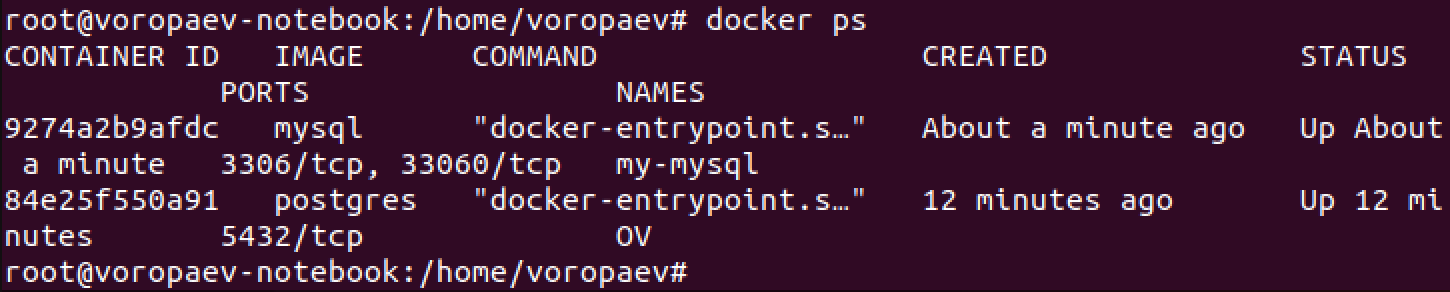 root@voropaev-notebook:/home/voropaev# docker ps
CONTAINER ID   IMAGE      COMMAND                  CREATED              STATUS
            PORTS                 NAMES
9274a2b9afdc   mysql      "docker-entrypoint.s…"   About a minute ago   Up About
 a minute   3306/tcp, 33060/tcp   my-mysql
84e25f550a91   postgres   "docker-entrypoint.s…"   12 minutes ago       Up 12 mi
nutes       5432/tcp              OV
root@voropaev-notebook:/home/voropaev#